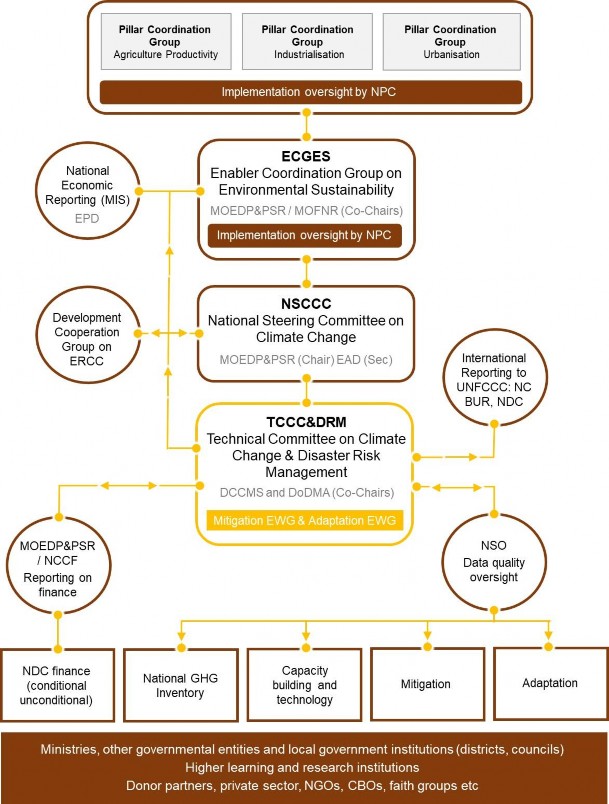 Pillar Coordination
Group
Agriculture Productivity
Pillar Coordination
Group
Industrialisation
Pillar Coordination
Group
Urbanisation
Implementation oversight by NPC
ECGES
Enabler Coordination Group on
Environmental Sustainability
MOEDP&PSR / MOFNR (Co-Chairs)
Implementation oversight by NPC
National
Economic
Reporting (MIS)
EPD
NSCCC
National Steering Committee on
Climate Change
MOEDP&PSR (Chair) EAD (Sec)
Development
Cooperation
Group on
ERCC
International
Reporting to
UNFCCC: NC
BUR, NDC
TCCC&DRM
Technical Committee on Climate
Change & Disaster Risk
Management
DCCMS and DoDMA (Co-Chairs)
Mitigation EWG & Adaptation EWG
MOEDP&PSR
/ NCCF
Reporting on
finance
NSO
Data quality
oversight
NDC finance
(conditional
unconditional)
National GHG
Inventory
Capacity
building and
technology
Mitigation
Adaptation
Ministries, other governmental entities and local government institutions (districts, councils)
Higher learning and research institutions
Donor partners, private sector, NGOs, CBOs, faith groups etc